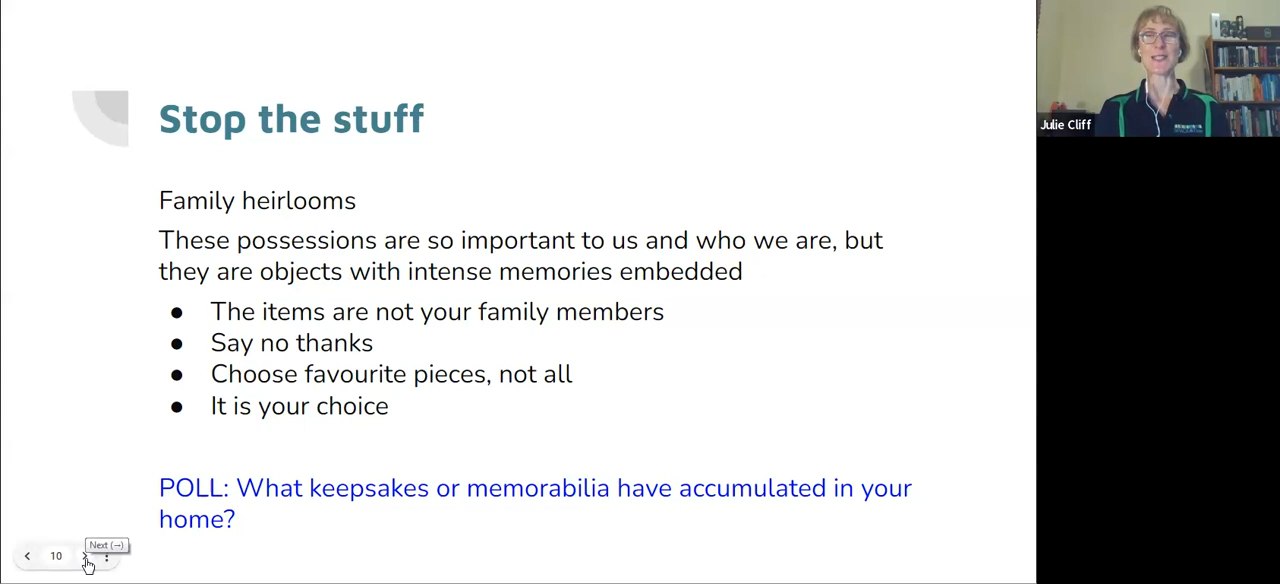 Stop the stuff
Family heirlooms
These possessions are so important to us and who we are, but
they are objects with intense memories embedded
● The items are not your family members
● Say no thanks
● Choose favourite pieces, not all
● It is your choice
POLL: What keepsakes or memorabilia have accumulated in your
home?
10
Next (→)
Julie Cliff